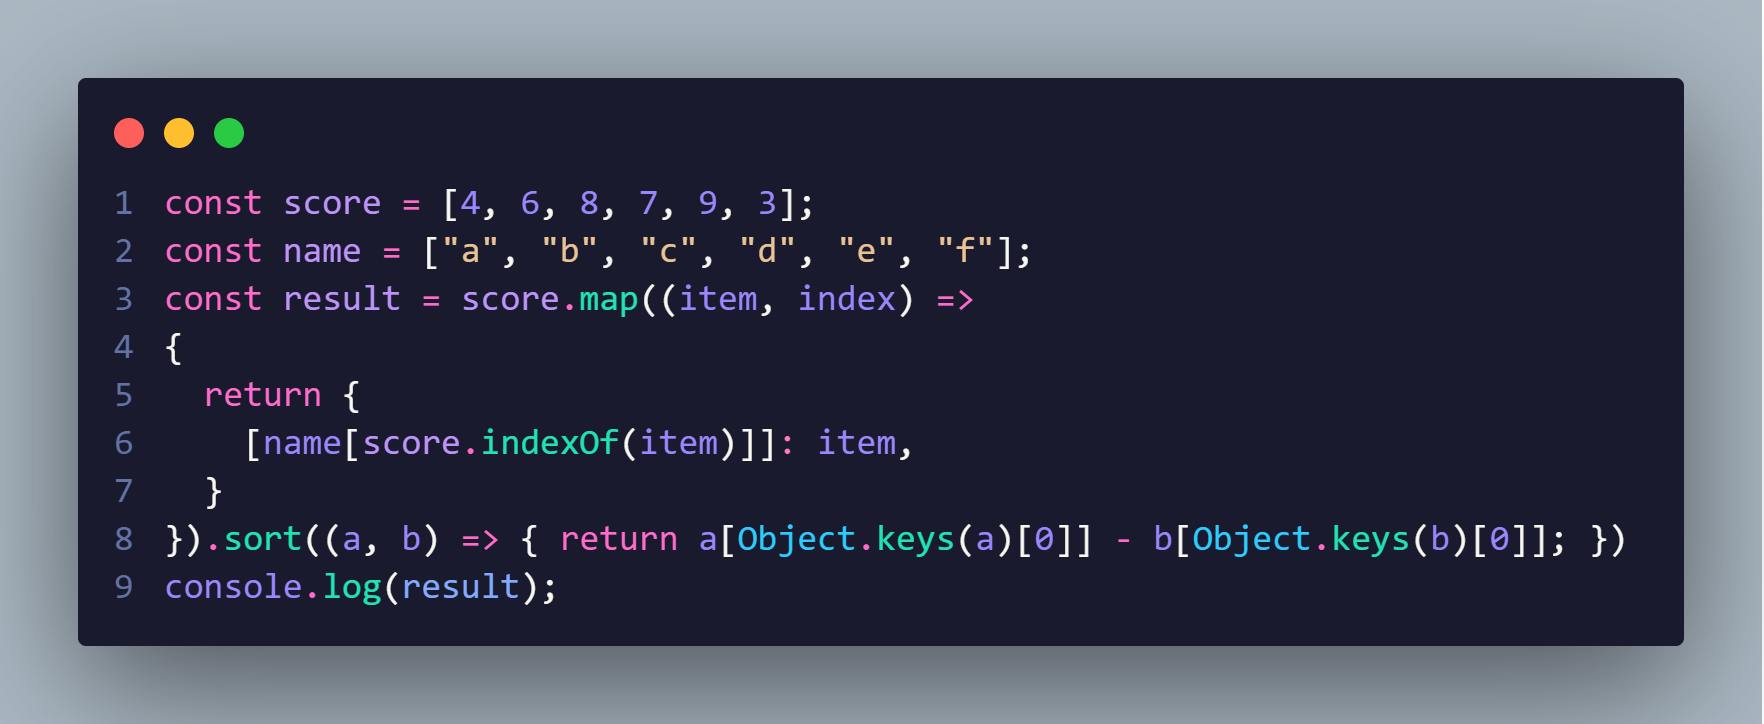 1 const score = [4, 6, 8, 7, 9, 3];
2 const name = ["a", "b", "c", "d", "e", "f"];
3 const result = score.map((item, index) =>
4 {
5   return {
6     [name[score.indexOf(item)]]: item,
7   }
8 }).sort((a, b) => { return a[Object.keys(a)[0]] - b[Object.keys(b)[0]]; })
9 console.log(result);